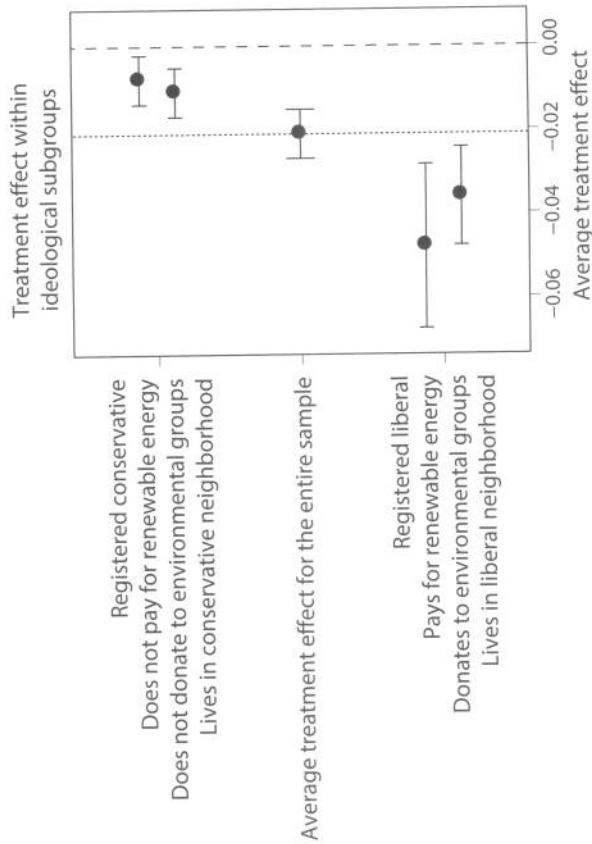 Treatment effect within
ideological subgroups
Registered conservative
Does not pay for renewable energy
Does not donate to environmental groups
Lives in conservative neighborhood
Average treatment effect for the entire sample
Registered liberal
Pays for renewable energy
Donates to environmental groups
Lives in liberal neighborhood
−0.06
−0.04
−0.02
0.00
Average treatment effect